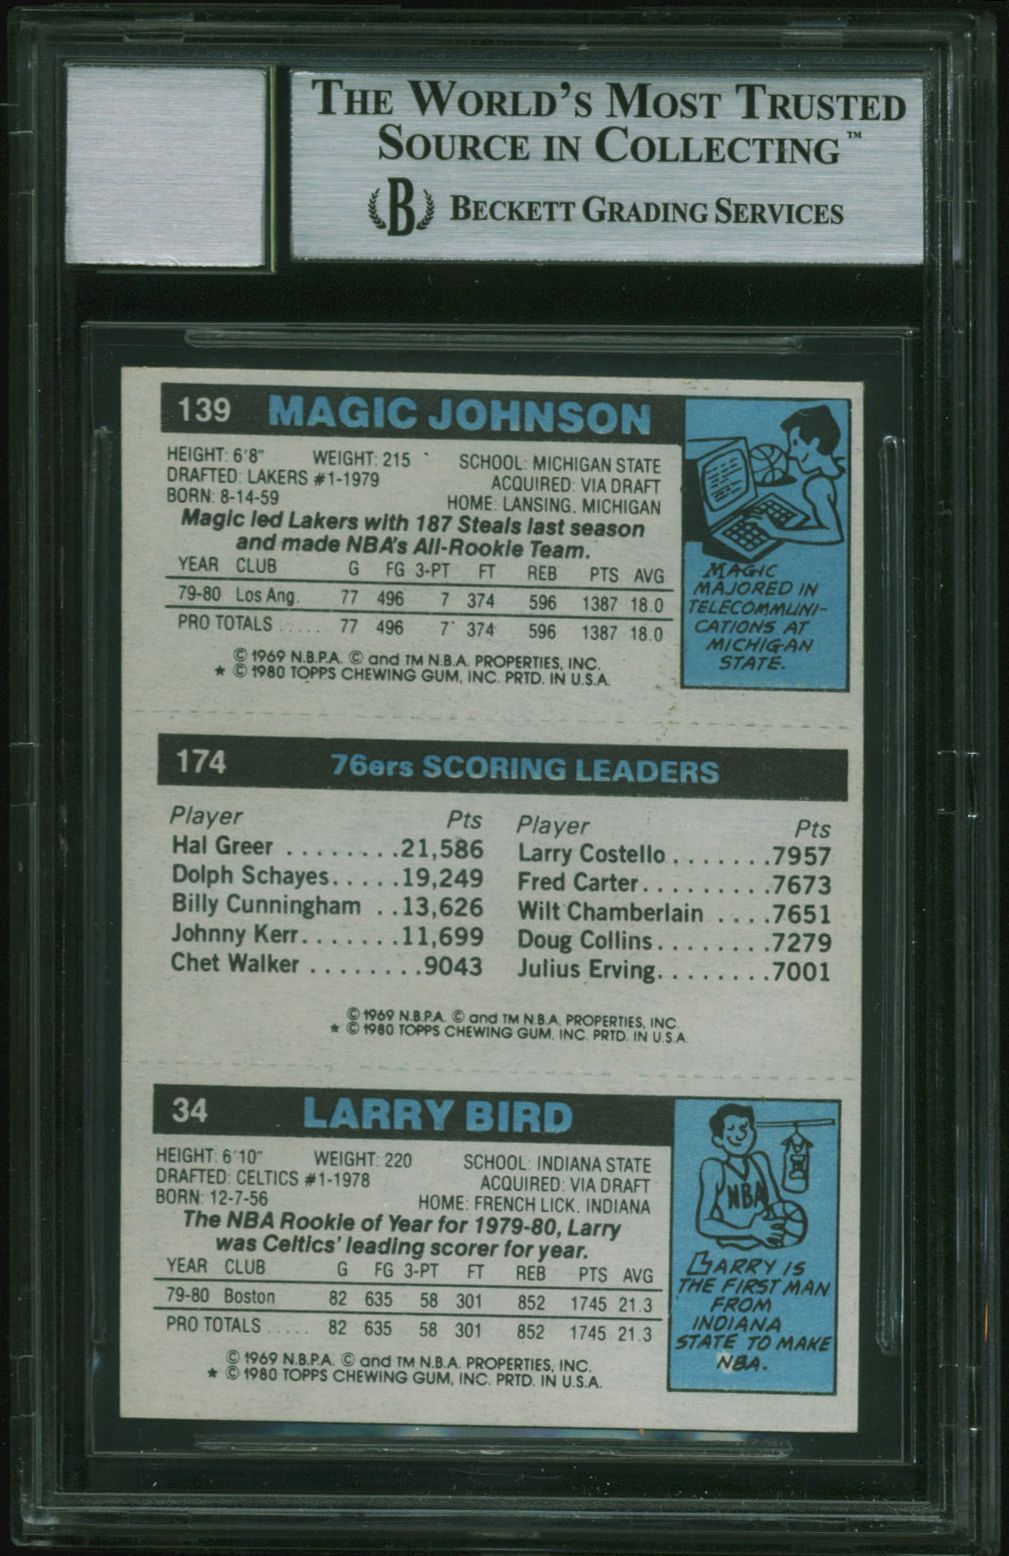 THE WORLD'S MOST TRUSTED
SOURCE IN COLLECTING™
B BECKETT GRADING SERVICES
139 MAGIC JOHNSON
HEIGHT: 6'8" WEIGHT: 215 SCHOOL: MICHIGAN STATE
DRAFTED: LAKERS #1-1979 ACQUIRED: VIA DRAFT
BORN: 8-14-59 HOME: LANSING, MICHIGAN
Magic led Lakers with 187 Steals last season
and made NBA's All-Rookie Team.
YEAR CLUB G FG 3-PT FT REB PTS AVG
79-80 Los Ang. 77 496 7 374 596 1387 18.0
PRO TOTALS ..... 77 496 7 374 596 1387 18.0
© 1969 N.B.P.A. © and TM N.B.A. PROPERTIES, INC.
* © 1980 TOPPS CHEWING GUM, INC. PRTD. IN U.S.A.
MAGIC
MAJORED IN
TELECOMMUNI-
CATIONS AT
MICHIGAN
STATE.
174 76ers SCORING LEADERS
Player Pts Player Pts
Hal Greer ........21,586 Larry Costello.......7957
Dolph Schayes.....19,249 Fred Carter.........7673
Billy Cunningham ..13,626 Wilt Chamberlain ....7651
Johnny Kerr.......11,699 Doug Collins........7279
Chet Walker ........9043 Julius Erving........7001
© 1969 N.B.P.A. © and TM N.B.A. PROPERTIES, INC.
* © 1980 TOPPS CHEWING GUM, INC. PRTD. IN U.S.A.
34 LARRY BIRD
HEIGHT: 6'10" WEIGHT: 220 SCHOOL: INDIANA STATE
DRAFTED: CELTICS #1-1978 ACQUIRED: VIA DRAFT
BORN: 12-7-56 HOME: FRENCH LICK, INDIANA
The NBA Rookie of Year for 1979-80, Larry
was Celtics' leading scorer for year.
YEAR CLUB G FG 3-PT FT REB PTS AVG
79-80 Boston 82 635 58 301 852 1745 21.3
PRO TOTALS ..... 82 635 58 301 852 1745 21.3
© 1969 N.B.P.A. © and TM N.B.A. PROPERTIES, INC.
* © 1980 TOPPS CHEWING GUM, INC. PRTD. IN U.S.A.
NBA
LARRY IS
THE FIRST MAN
FROM
INDIANA
STATE TO MAKE
NBA.